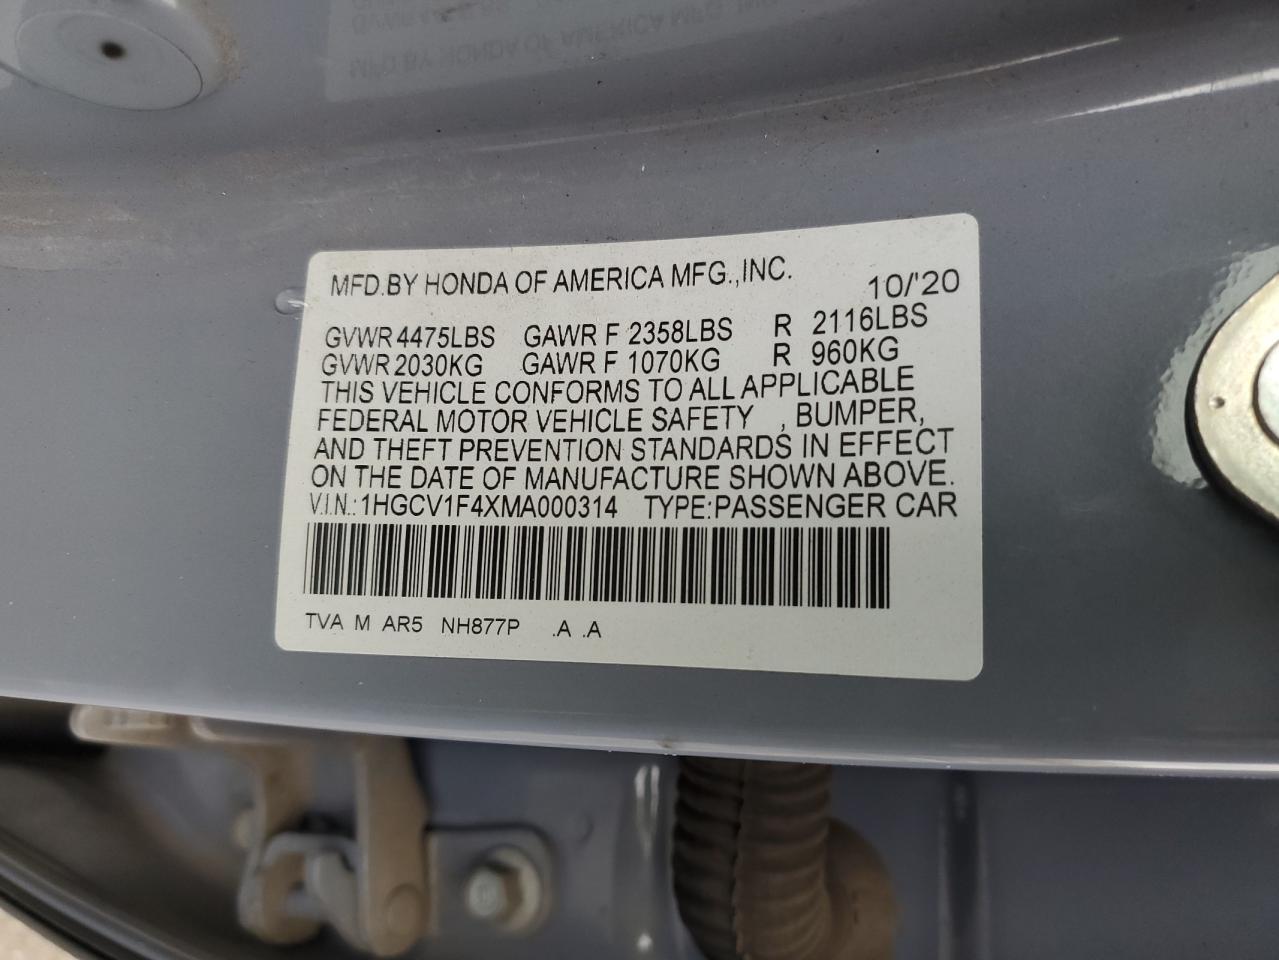 MFD.BY HONDA OF AMERICA MFG.,INC. 10/'20
GVWR 4475LBS GAWR F 2358LBS R 2116LBS
GVWR 2030KG GAWR F 1070KG R 960KG
THIS VEHICLE CONFORMS TO ALL APPLICABLE
FEDERAL MOTOR VEHICLE SAFETY , BUMPER,
AND THEFT PREVENTION STANDARDS IN EFFECT
ON THE DATE OF MANUFACTURE SHOWN ABOVE.
V.I.N.: 1HGCV1F4XMA000314 TYPE:PASSENGER CAR
TVA M AR5 NH877P .A .A